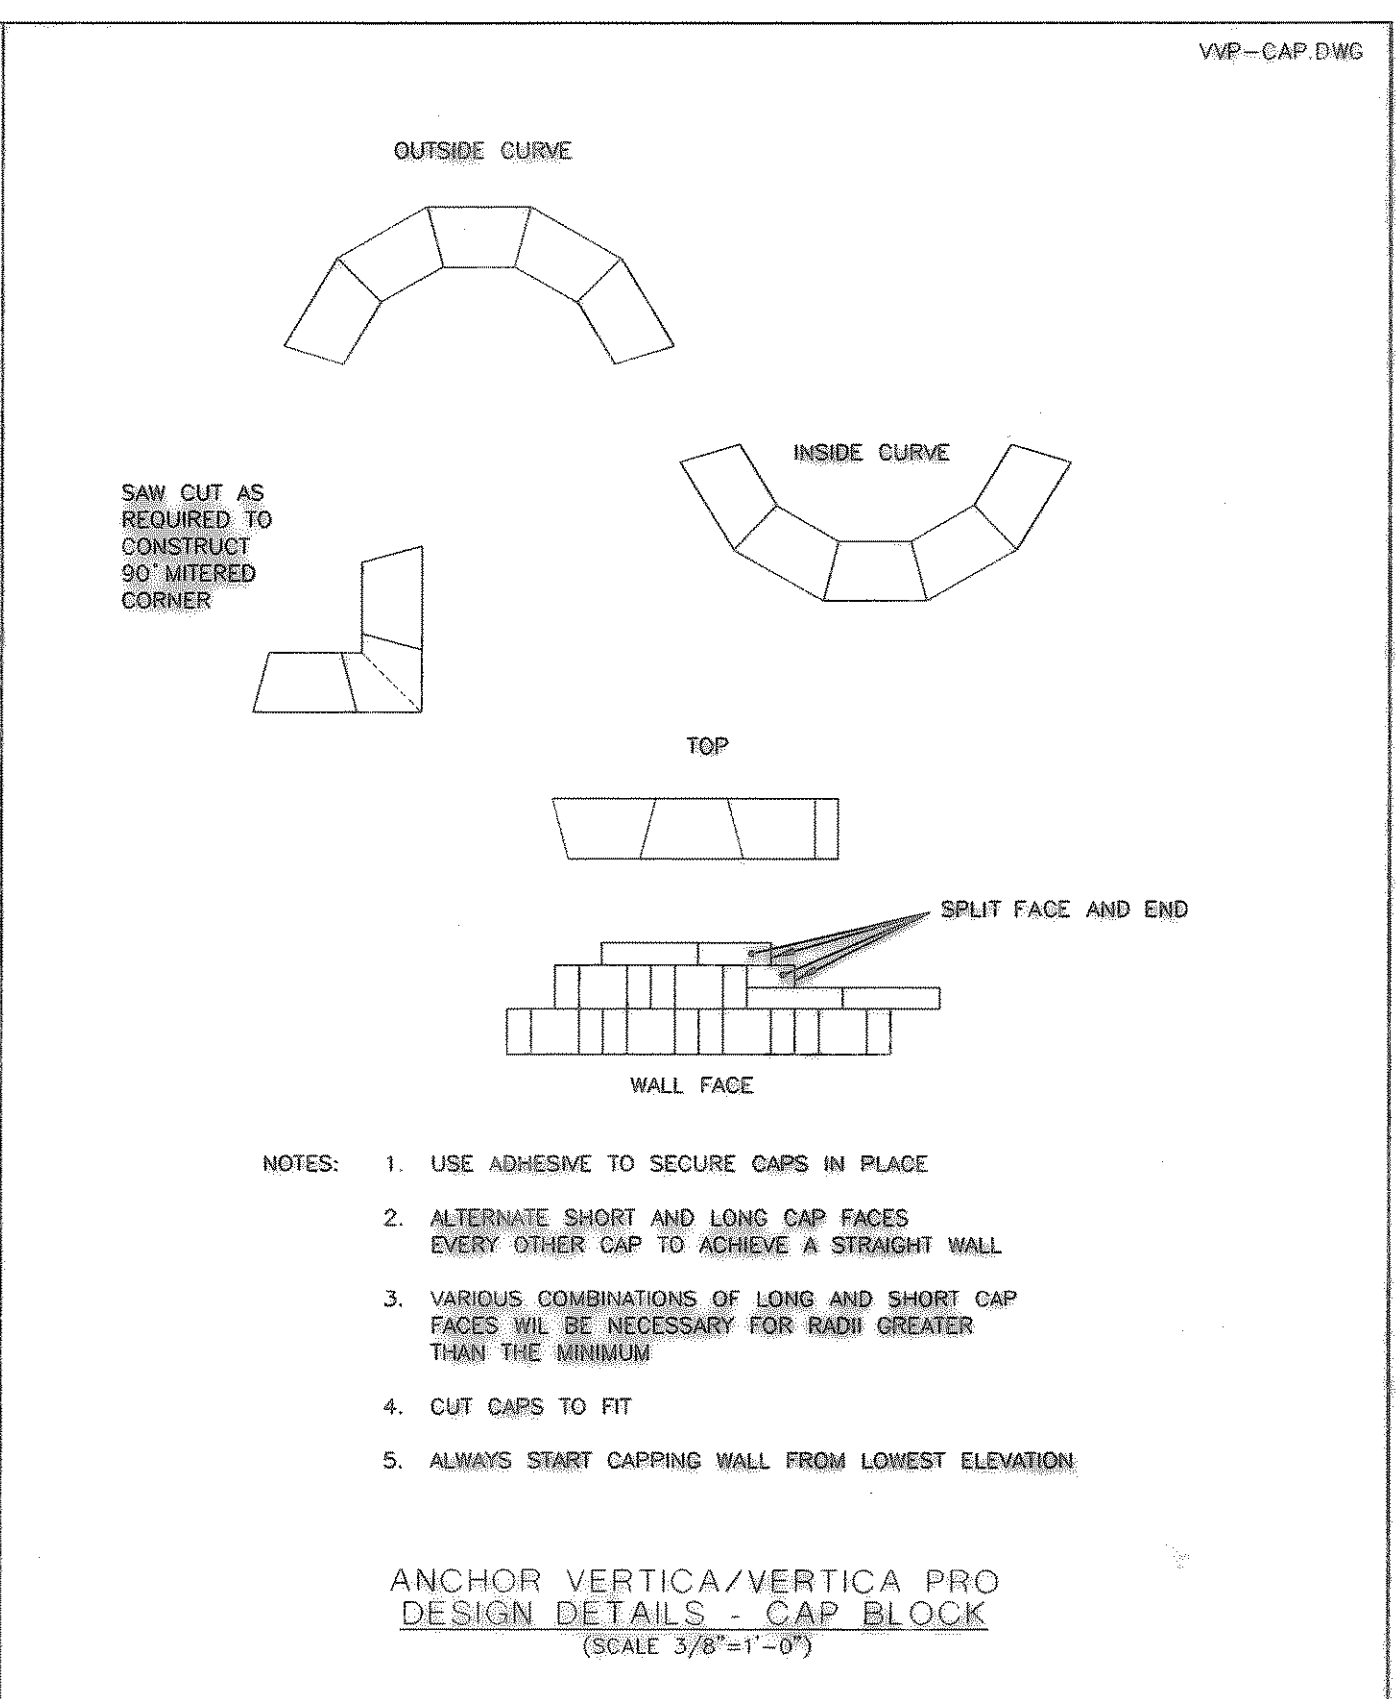 VVP-CAP.DWG
OUTSIDE CURVE
INSIDE CURVE
SAW CUT AS
REQUIRED TO
CONSTRUCT
90° MITERED
CORNER
TOP
SPLIT FACE AND END
WALL FACE
NOTES: 1. USE ADHESIVE TO SECURE CAPS IN PLACE
2. ALTERNATE SHORT AND LONG CAP FACES
EVERY OTHER CAP TO ACHIEVE A STRAIGHT WALL
3. VARIOUS COMBINATIONS OF LONG AND SHORT CAP
FACES WIL BE NECESSARY FOR RADII GREATER
THAN THE MINIMUM
4. CUT CAPS TO FIT
5. ALWAYS START CAPPING WALL FROM LOWEST ELEVATION
ANCHOR VERTICA/VERTICA PRO
DESIGN DETAILS - CAP BLOCK
(SCALE 3/8"=1'-0")